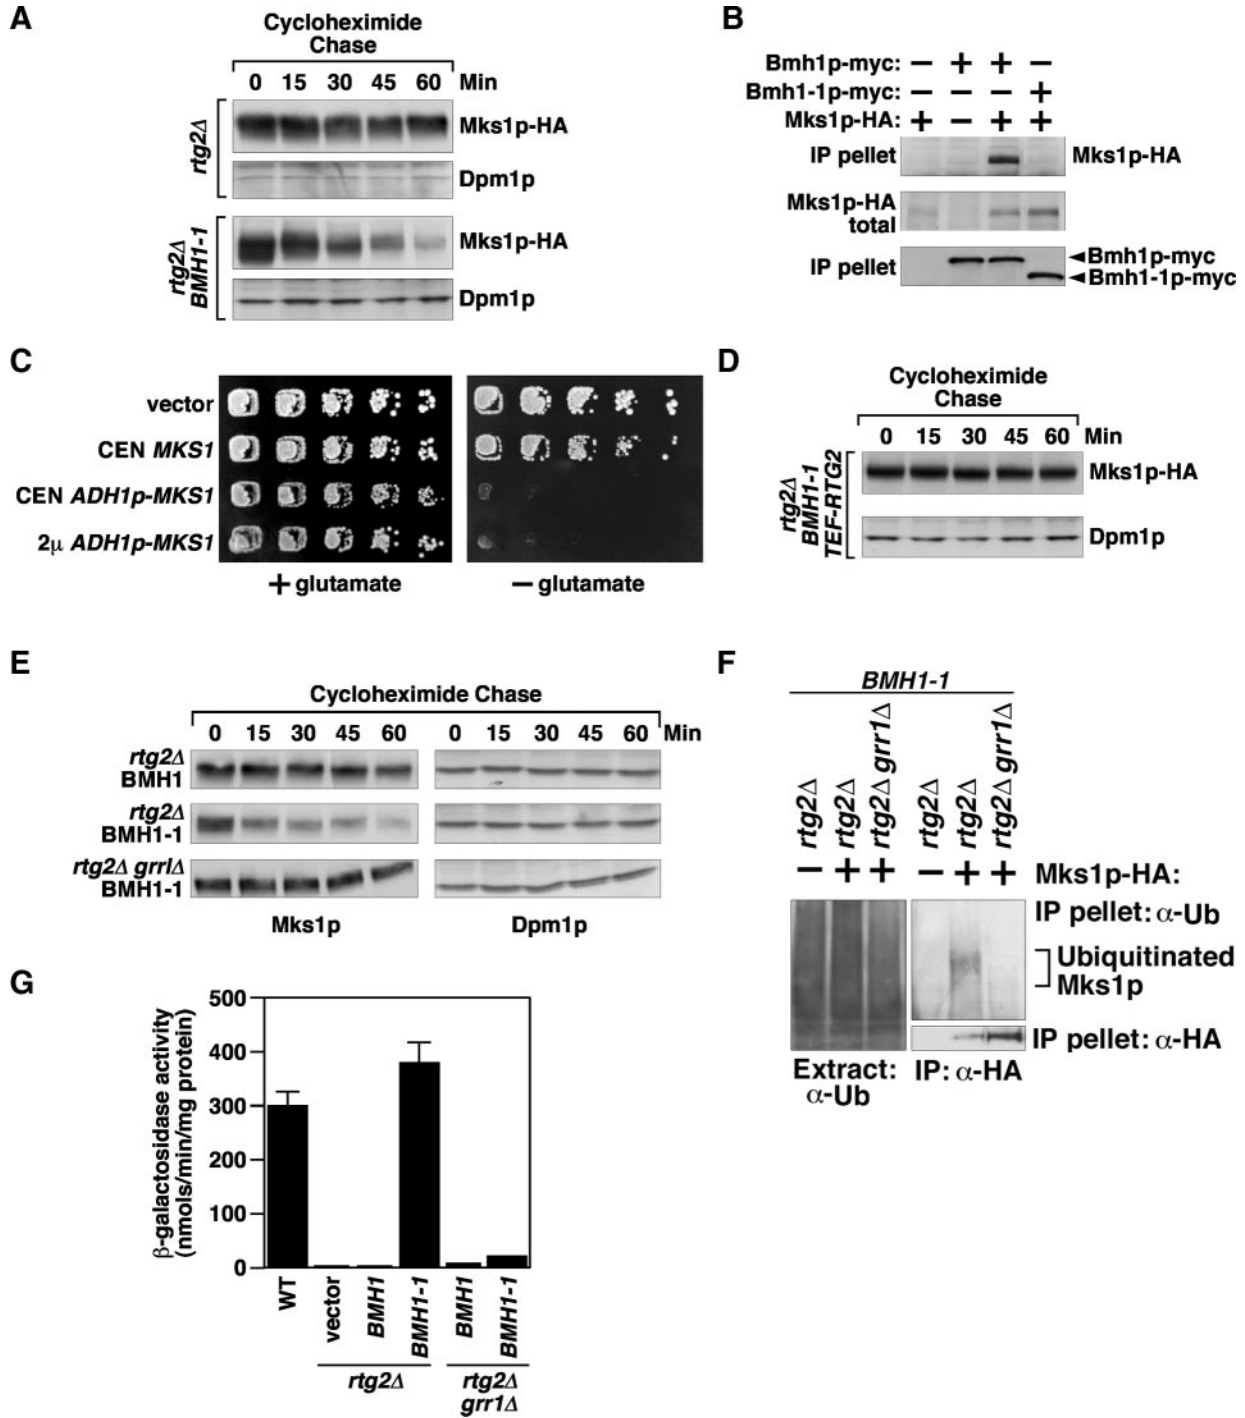 A
Cycloheximide
Chase
0 15 30 45 60 Min
rtg2Δ
Mks1p-HA
Dpm1p
rtg2Δ
BMH1-1
Mks1p-HA
Dpm1p
B
Bmh1p-myc: − + + −
Bmh1-1p-myc: − − − +
Mks1p-HA: + − + +
IP pellet
Mks1p-HA
Mks1p-HA
total
IP pellet
Bmh1p-myc
Bmh1-1p-myc
C
vector
CEN MKS1
CEN ADH1p-MKS1
2μ ADH1p-MKS1
+ glutamate
− glutamate
D
Cycloheximide
Chase
0 15 30 45 60 Min
rtg2Δ
BMH1-1
TEF-RTG2
Mks1p-HA
Dpm1p
E
Cycloheximide Chase
0 15 30 45 60 0 15 30 45 60 Min
rtg2Δ
BMH1
rtg2Δ
BMH1-1
rtg2Δ grrlΔ
BMH1-1
Mks1p
Dpm1p
F
BMH1-1
rtg2Δ
rtg2Δ
rtg2Δ grr1Δ
rtg2Δ
rtg2Δ
rtg2Δ grr1Δ
− + + − + + Mks1p-HA:
IP pellet: α-Ub
Ubiquitinated
Mks1p
IP pellet: α-HA
Extract:
α-Ub
IP: α-HA
G
β-galactosidase activity
(nmols/min/mg protein)
500
400
300
200
100
0
WT
vector
BMH1
BMH1-1
BMH1
BMH1-1
rtg2Δ
rtg2Δ
grr1Δ